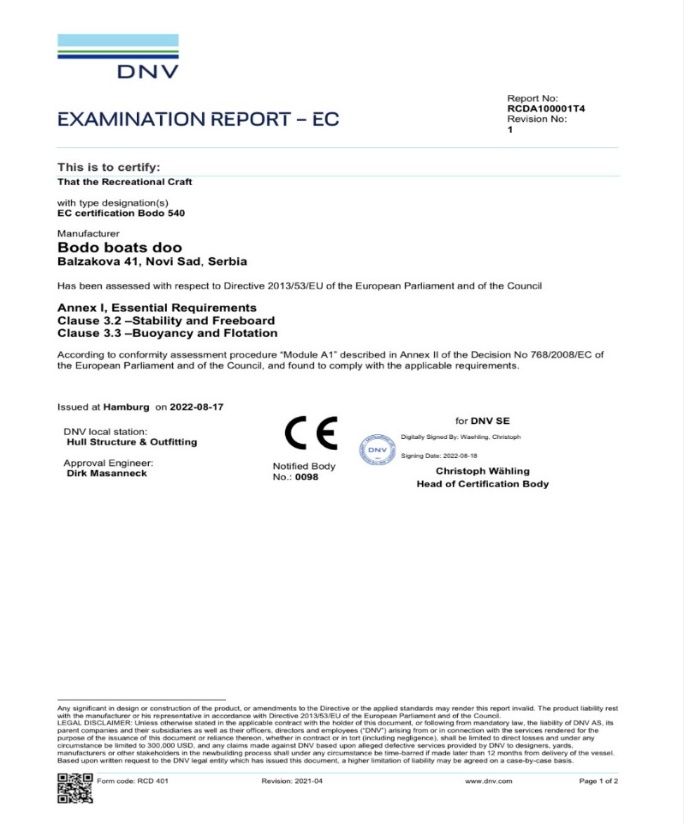 DNV
Report No:
RCDA100001T4
EXAMINATION REPORT – EC
Revision No:
1
This is to certify:
That the Recreational Craft
with type designation(s)
EC certification Bodo 540
Manufacturer
Bodo boats doo
Balzakova 41, Novi Sad, Serbia
Has been assessed with respect to Directive 2013/53/EU of the European Parliament and of the Council
Annex I, Essential Requirements
Clause 3.2 –Stability and Freeboard
Clause 3.3 –Buoyancy and Flotation
According to conformity assessment procedure “Module A1” described in Annex II of the Decision No 768/2008/EC of
the European Parliament and of the Council, and found to comply with the applicable requirements.
Issued at Hamburg on 2022-08-17
DNV local station:
Hull Structure & Outfitting
Approval Engineer:
Dirk Masanneck
CE
Notified Body
No.: 0098
for DNV SE
DNV
Digitally Signed By: Waehling, Christoph
Signing Date: 2022-08-18
Christoph Wähling
Head of Certification Body
Any significant in design or construction of the product, or amendments to the Directive or the applied standards may render this report invalid. The product liability rest
with the manufacturer or his representative in accordance with Directive 2013/53/EU of the European Parliament and of the Council.
LEGAL DISCLAIMER: Unless otherwise stated in the applicable contract with the holder of this document, or following from mandatory law, the liability of DNV AS, its
parent companies and their subsidiaries as well as their officers, directors and employees (“DNV”) arising from or in connection with the services rendered for the
purpose of the issuance of this document or reliance thereon, whether in contract or in tort (including negligence), shall be limited to direct losses and under any
circumstance be limited to 300,000 USD, and any claims made against DNV based upon alleged defective services provided by DNV to designers, yards,
manufacturers or other stakeholders in the newbuilding process shall under any circumstance be time-barred if made later than 12 months from delivery of the vessel.
Based upon written request to the DNV legal entity which has issued this document, a higher limitation of liability may be agreed on a case-by-case basis.
Form code: RCD 401
Revision: 2021-04
www.dnv.com
Page 1 of 2